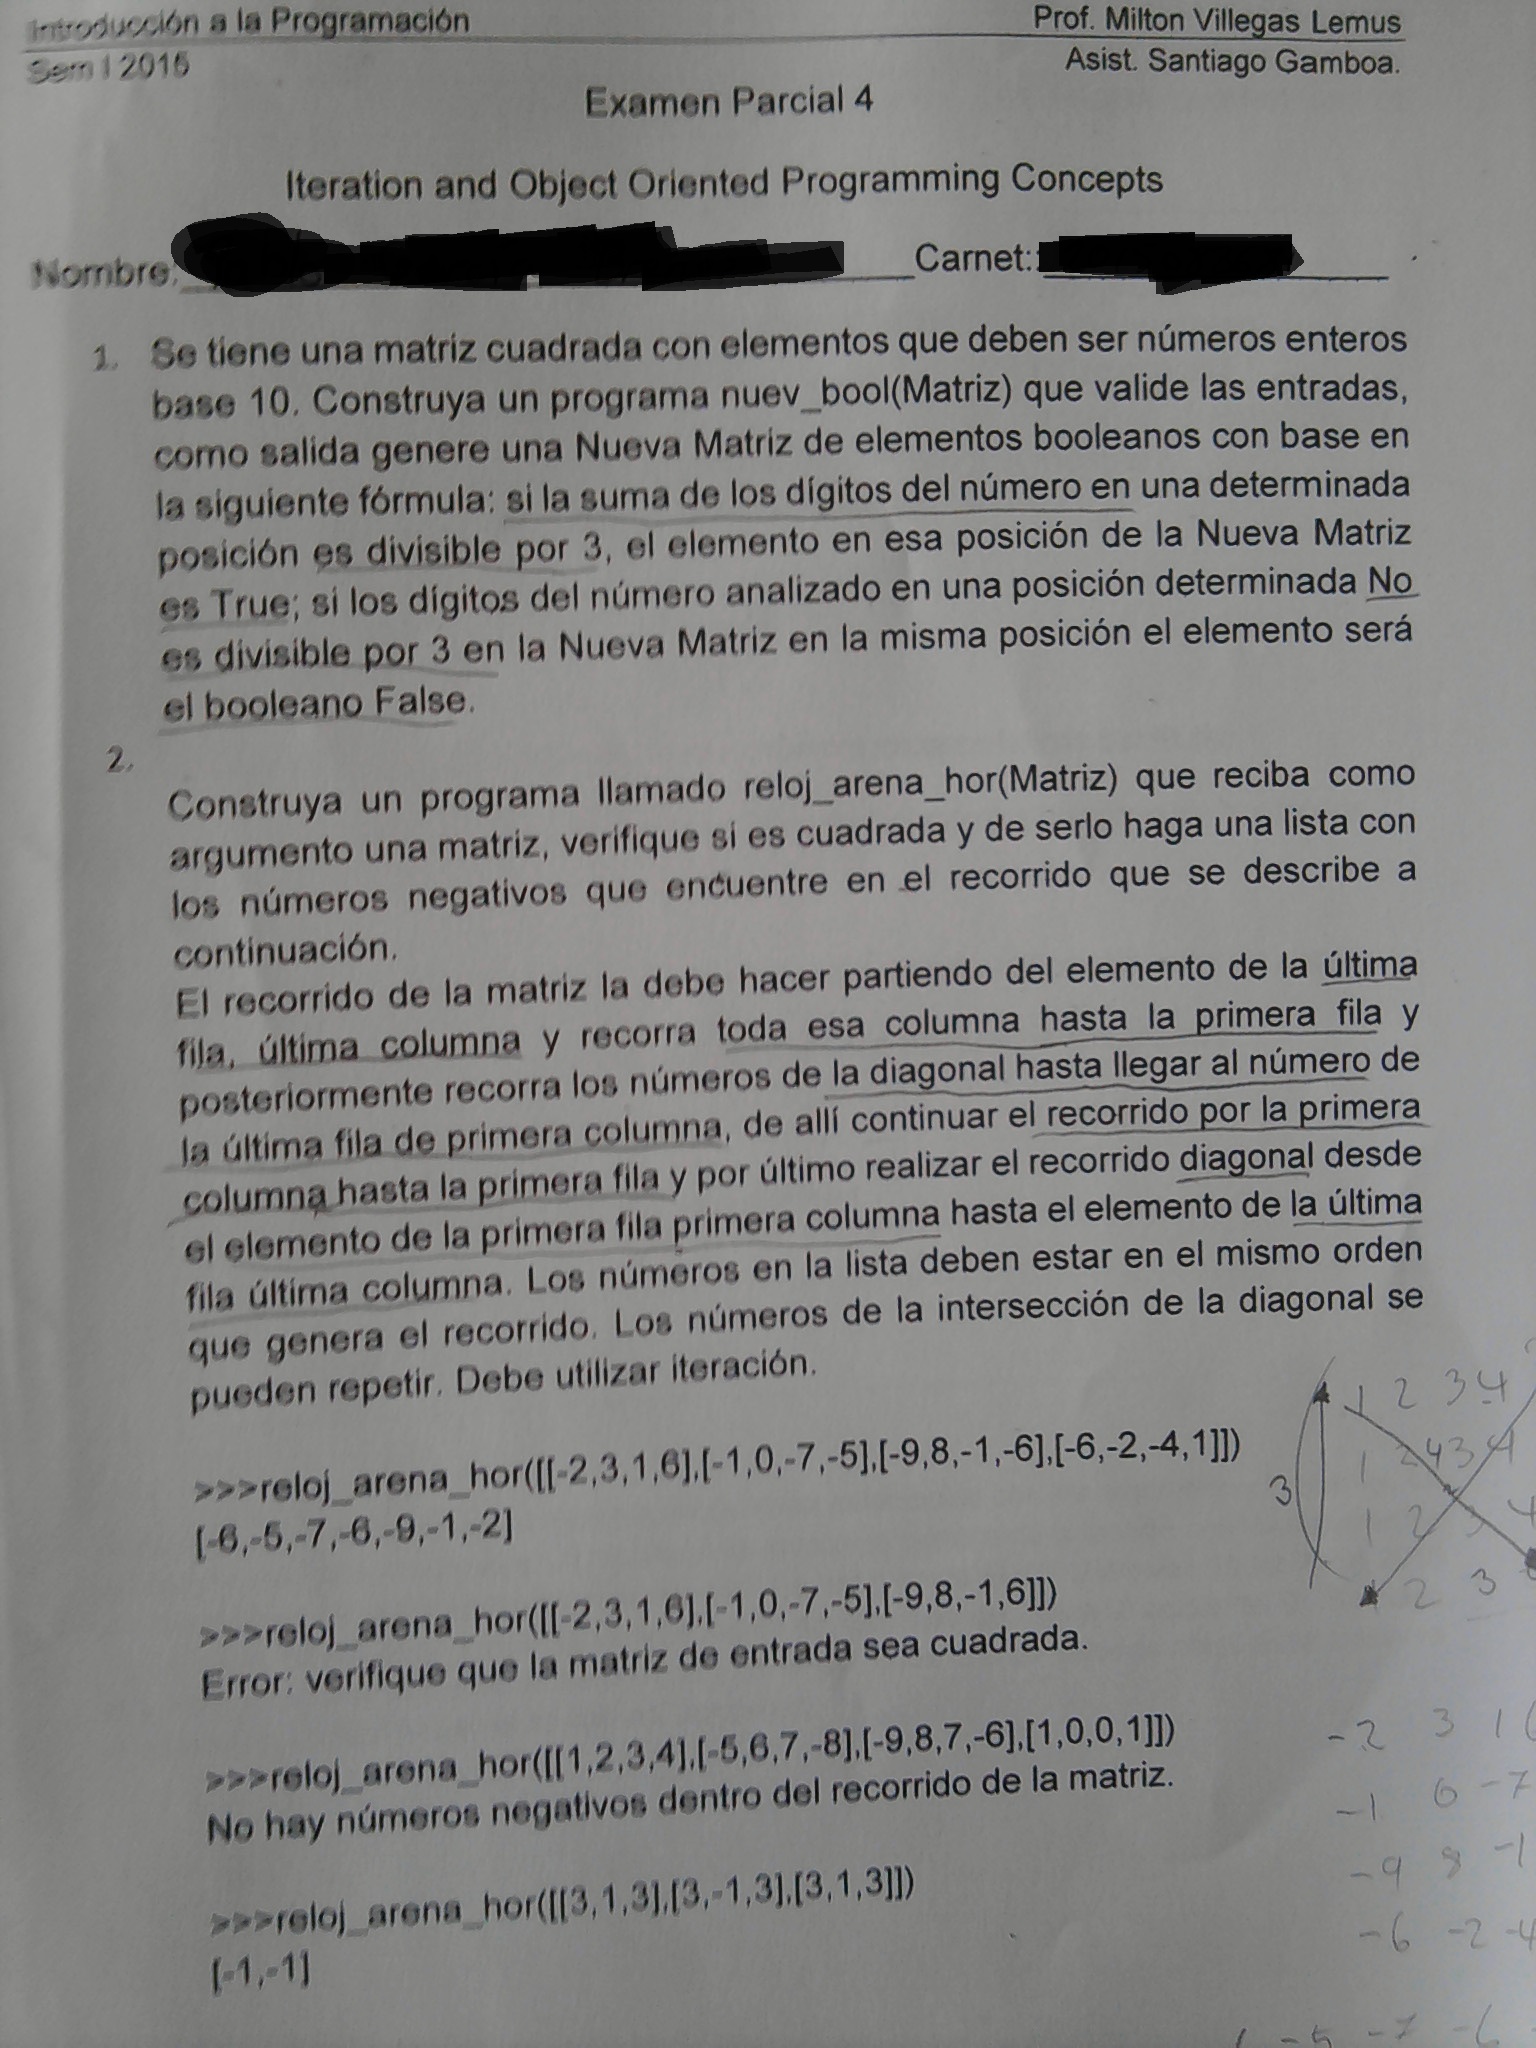 Introducción a la Programación Prof. Milton Villegas Lemus
Sem I 2015 Asist. Santiago Gamboa.
Examen Parcial 4
Iteration and Object Oriented Programming Concepts
Nombre: Carnet:
1. Se tiene una matriz cuadrada con elementos que deben ser números enteros
base 10. Construya un programa nuev_bool(Matriz) que valide las entradas,
como salida genere una Nueva Matriz de elementos booleanos con base en
la siguiente fórmula: si la suma de los dígitos del número en una determinada
posición es divisible por 3, el elemento en esa posición de la Nueva Matriz
es True; si los dígitos del número analizado en una posición determinada No
es divisible por 3 en la Nueva Matriz en la misma posición el elemento será
el booleano False.
2.
Construya un programa llamado reloj_arena_hor(Matriz) que reciba como
argumento una matriz, verifique si es cuadrada y de serlo haga una lista con
los números negativos que encuentre en el recorrido que se describe a
continuación.
El recorrido de la matriz la debe hacer partiendo del elemento de la última
fila, última columna y recorra toda esa columna hasta la primera fila y
posteriormente recorra los números de la diagonal hasta llegar al número de
la última fila de primera columna, de allí continuar el recorrido por la primera
columna hasta la primera fila y por último realizar el recorrido diagonal desde
el elemento de la primera fila primera columna hasta el elemento de la última
fila última columna. Los números en la lista deben estar en el mismo orden
que genera el recorrido. Los números de la intersección de la diagonal se
pueden repetir. Debe utilizar iteración.
1 2 3 4
>>>reloj_arena_hor([[-2,3,1,6],[-1,0,-7,-5],[-9,8,-1,-6],[-6,-2,-4,1]])
3
[-6,-5,-7,-6,-9,-1,-2]
1 2 3 4
2 3
>>>reloj_arena_hor([[-2,3,1,6],[-1,0,-7,-5],[-9,8,-1,6]])
Error: verifique que la matriz de entrada sea cuadrada.
>>>reloj_arena_hor([[1,2,3,4],[-5,6,7,-8],[-9,8,7,-6],[1,0,0,1]])
-2 3 1
No hay números negativos dentro del recorrido de la matriz.
-1 0 -7
-9 8 -1
>>>reloj_arena_hor([[3,1,3],[3,-1,3],[3,1,3]])
-6 -2 -4
[-1,-1]
-5 -7 -6